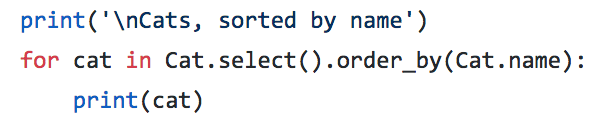 print('\nCats, sorted by name')
for cat in Cat.select().order_by(Cat.name):
    print(cat)